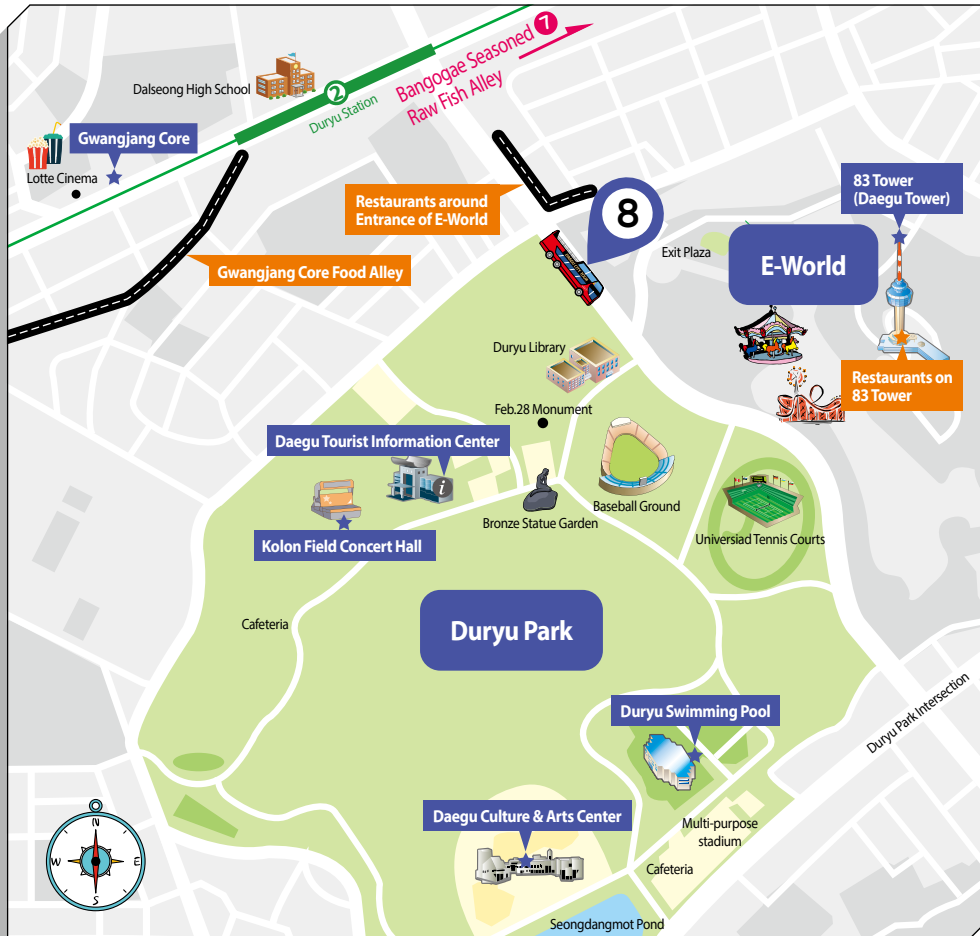 7
Bangogae Seasoned
Raw Fish Alley
Dalseong High School
2
Duryu Station
Gwangjang Core
Lotte Cinema
Restaurants around
Entrance of E-World
8
83 Tower
(Daegu Tower)
Exit Plaza
E-World
Gwangjang Core Food Alley
Duryu Library
Restaurants on
83 Tower
Feb.28 Monument
Daegu Tourist Information Center
i
Baseball Ground
Bronze Statue Garden
Universiad Tennis Courts
Kolon Field Concert Hall
Cafeteria
Duryu Park
Duryu Swimming Pool
Duryu Park Intersection
Daegu Culture & Arts Center
Multi-purpose
stadium
Cafeteria
Seongdangmot Pond
N
W
E
S